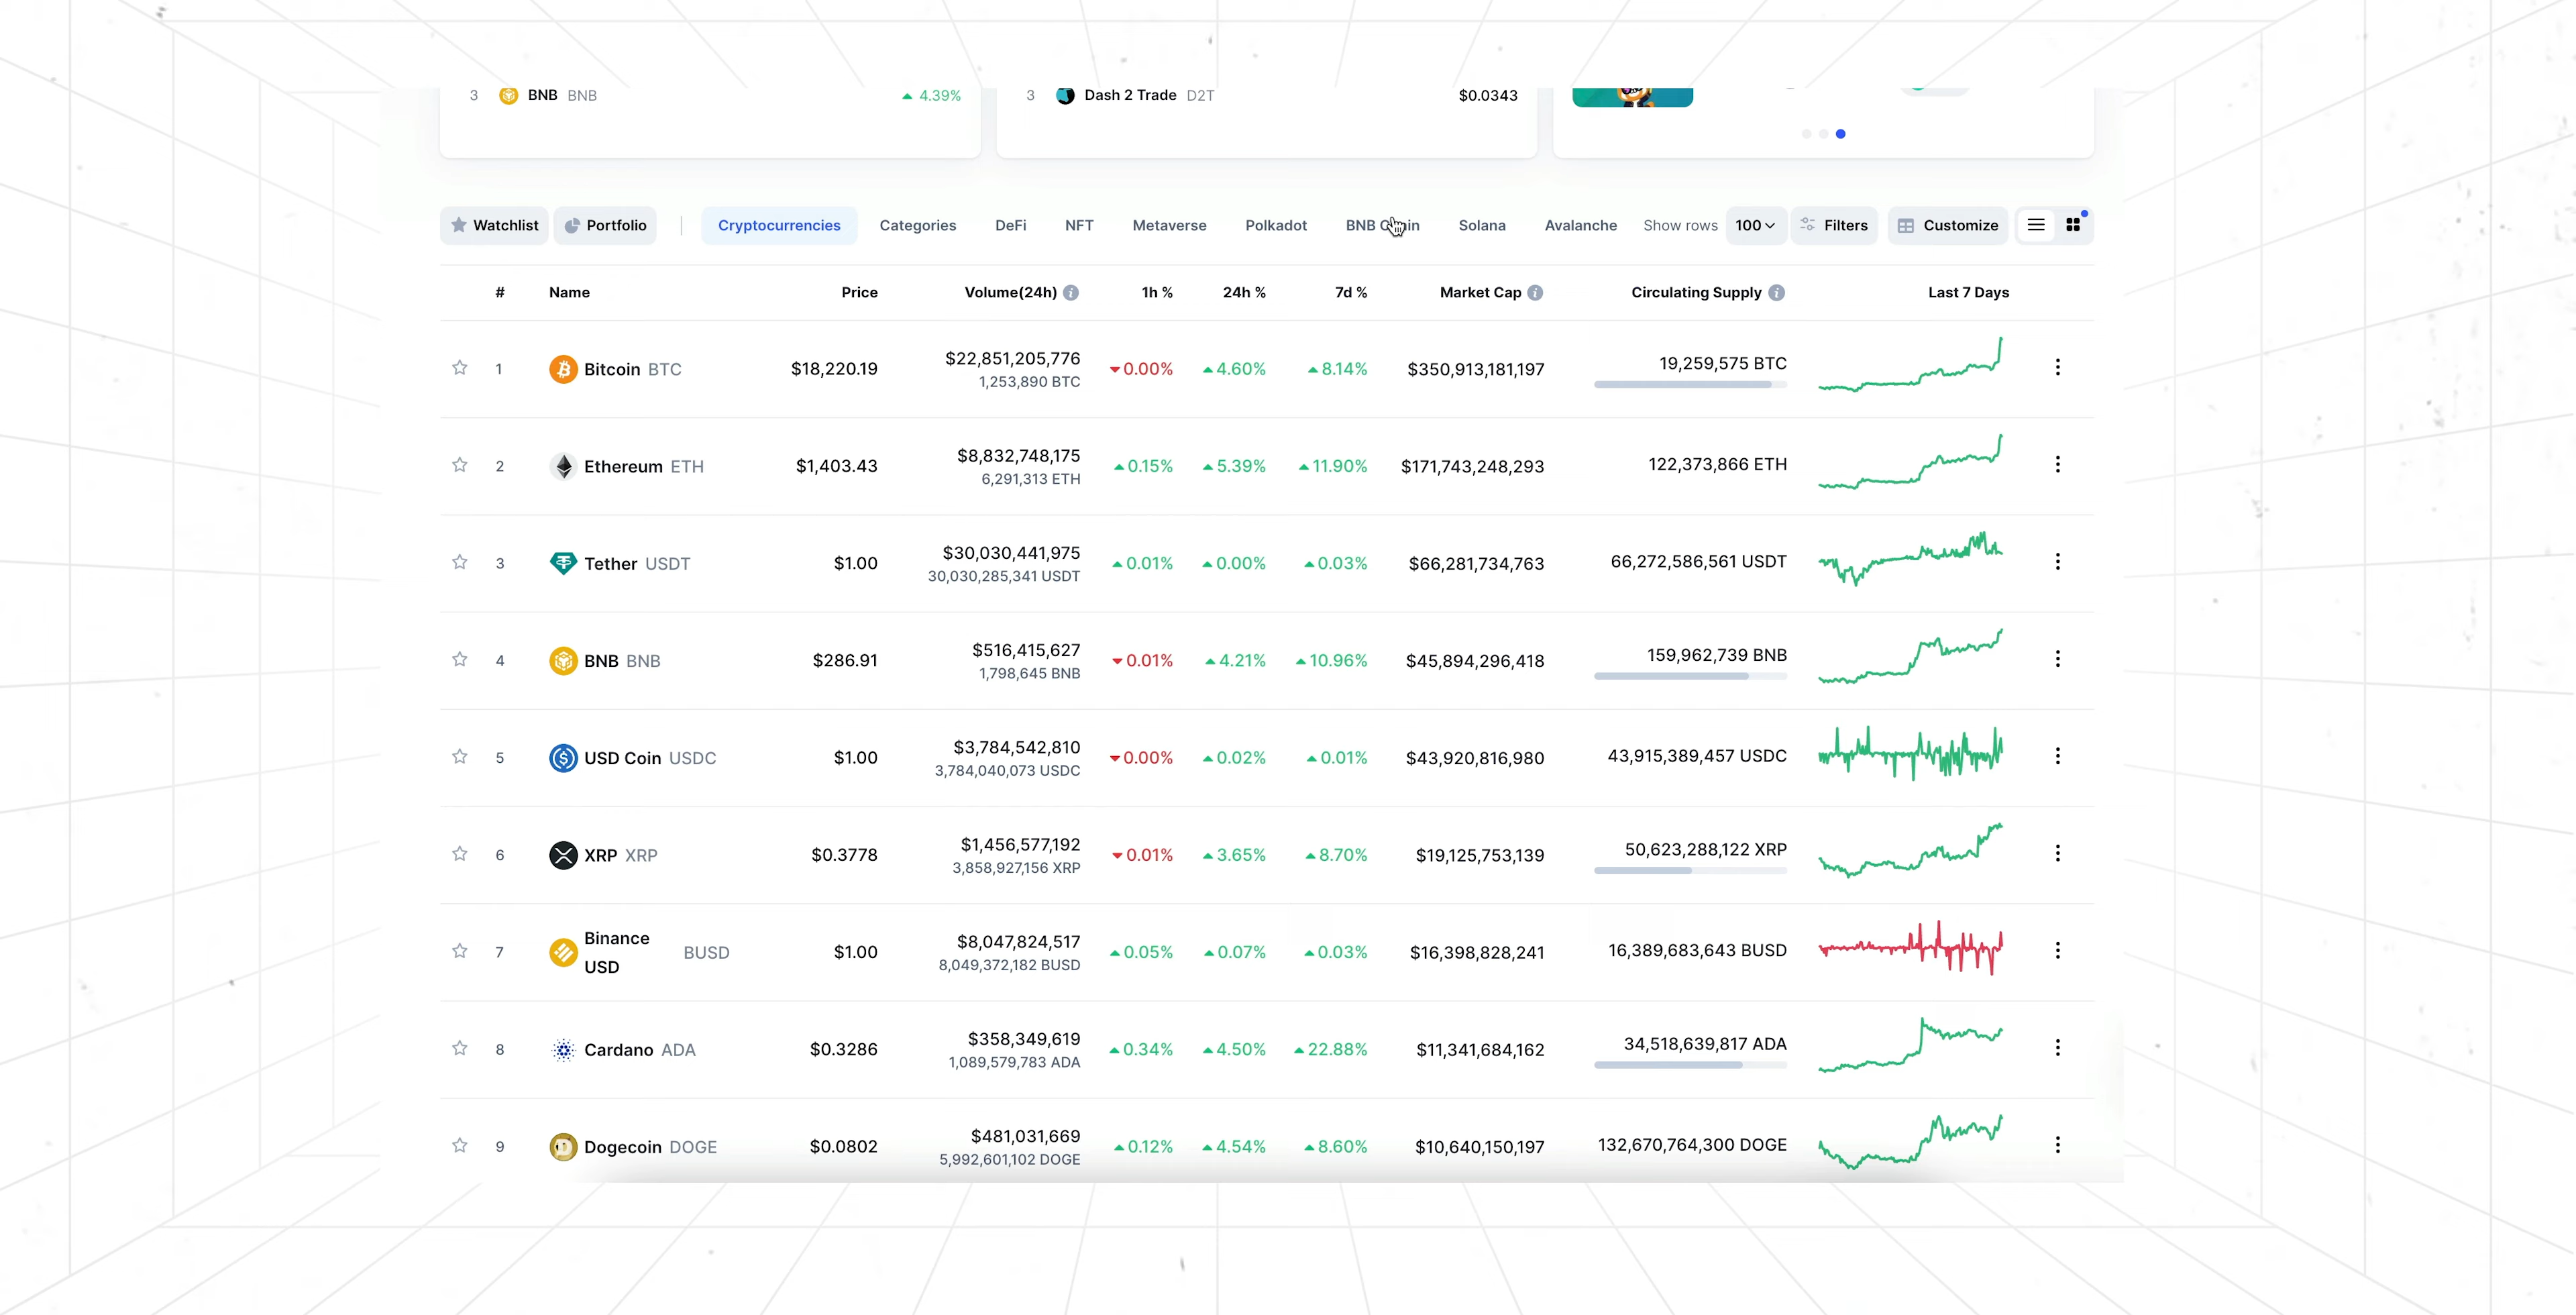 3 BNB BNB 4.39%
3 Dash 2 Trade D2T $0.0343
Watchlist Portfolio Cryptocurrencies Categories DeFi NFT Metaverse Polkadot BNB Chain Solana Avalanche Show rows 100 Filters Customize
# Name Price Volume(24h) 1h % 24h % 7d % Market Cap Circulating Supply Last 7 Days
1 Bitcoin BTC $18,220.19 $22,851,205,776 0.00% 4.60% 8.14% $350,913,181,197 19,259,575 BTC
1,253,890 BTC
2 Ethereum ETH $1,403.43 $8,832,748,175 0.15% 5.39% 11.90% $171,743,248,293 122,373,866 ETH
6,291,313 ETH
3 Tether USDT $1.00 $30,030,441,975 0.01% 0.00% 0.03% $66,281,734,763 66,272,586,561 USDT
30,030,285,341 USDT
4 BNB BNB $286.91 $516,415,627 0.01% 4.21% 10.96% $45,894,296,418 159,962,739 BNB
1,798,645 BNB
5 USD Coin USDC $1.00 $3,784,542,810 0.00% 0.02% 0.01% $43,920,816,980 43,915,389,457 USDC
3,784,040,073 USDC
6 XRP XRP $0.3778 $1,456,577,192 0.01% 3.65% 8.70% $19,125,753,139 50,623,288,122 XRP
3,858,927,156 XRP
7 Binance USD BUSD $1.00 $8,047,824,517 0.05% 0.07% 0.03% $16,398,828,241 16,389,683,643 BUSD
8,049,372,182 BUSD
8 Cardano ADA $0.3286 $358,349,619 0.34% 4.50% 22.88% $11,341,684,162 34,518,639,817 ADA
1,089,579,783 ADA
9 Dogecoin DOGE $0.0802 $481,031,669 0.12% 4.54% 8.60% $10,640,150,197 132,670,764,300 DOGE
5,992,601,102 DOGE